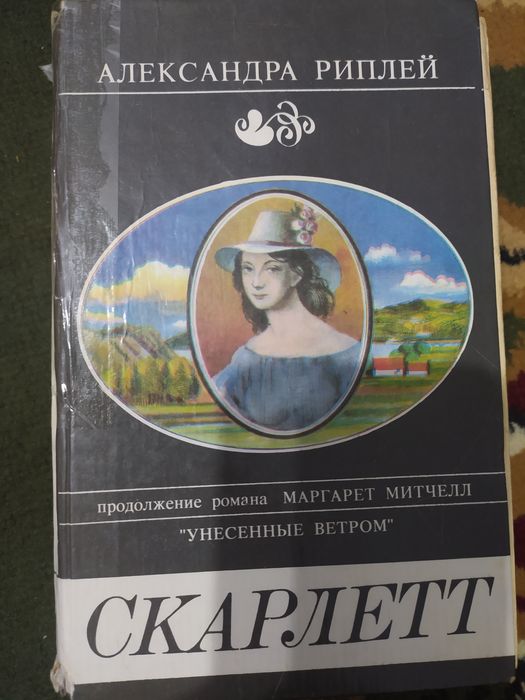 АЛЕКСАНДРА РИПЛЕЙ
продолжение романа МАРГАРЕТ МИТЧЕЛЛ
"УНЕСЕННЫЕ ВЕТРОМ"
СКАРЛЕТТ